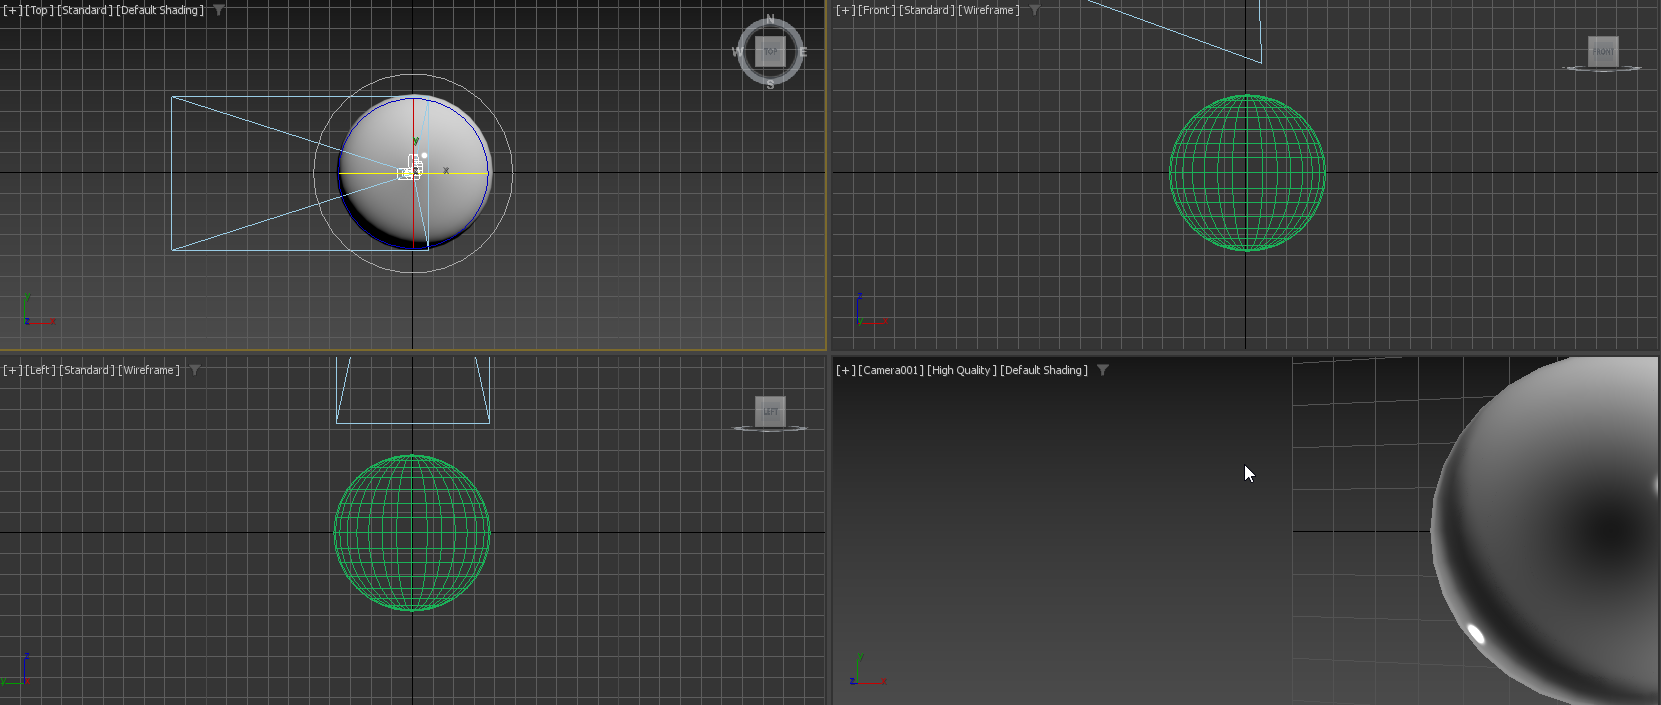 [+] [Top] [Standard] [Default Shading]
N
W
TOP
E
S
y
x
y
z
x
[+] [Front] [Standard] [Wireframe]
FRONT
z
y
x
[+] [Left] [Standard] [Wireframe]
LEFT
z
y
[+] [Camera001] [High Quality] [Default Shading]
y
z
x